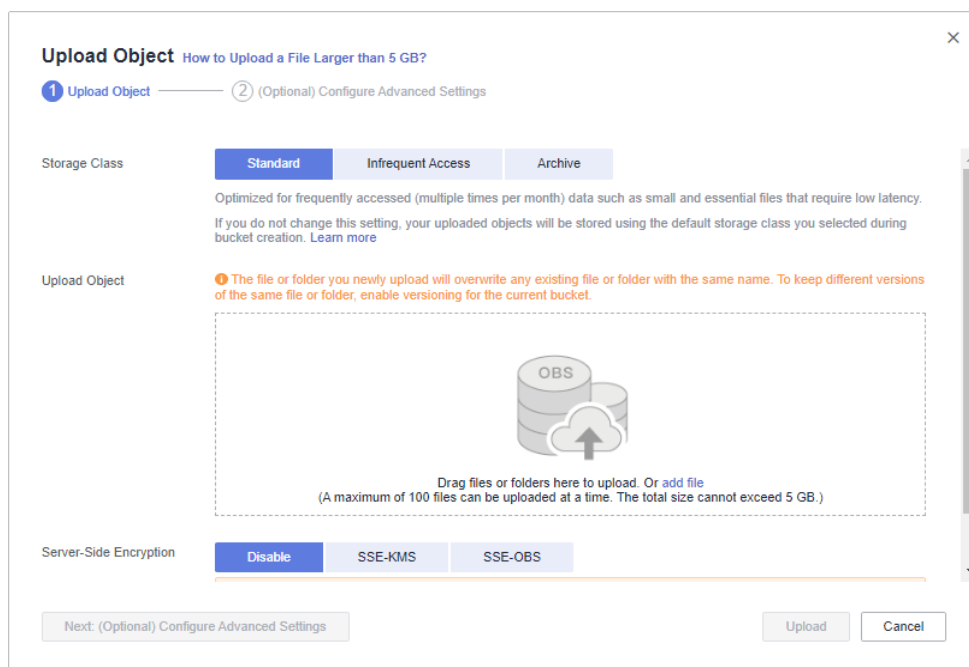 Upload Object How to Upload a File Larger than 5 GB?
1 Upload Object 2 (Optional) Configure Advanced Settings
Storage Class Standard Infrequent Access Archive
Optimized for frequently accessed (multiple times per month) data such as small and essential files that require low latency.
If you do not change this setting, your uploaded objects will be stored using the default storage class you selected during
bucket creation. Learn more
Upload Object The file or folder you newly upload will overwrite any existing file or folder with the same name. To keep different versions
of the same file or folder, enable versioning for the current bucket.
OBS
Drag files or folders here to upload. Or add file
(A maximum of 100 files can be uploaded at a time. The total size cannot exceed 5 GB.)
Server-Side Encryption Disable SSE-KMS SSE-OBS
Next: (Optional) Configure Advanced Settings Upload Cancel